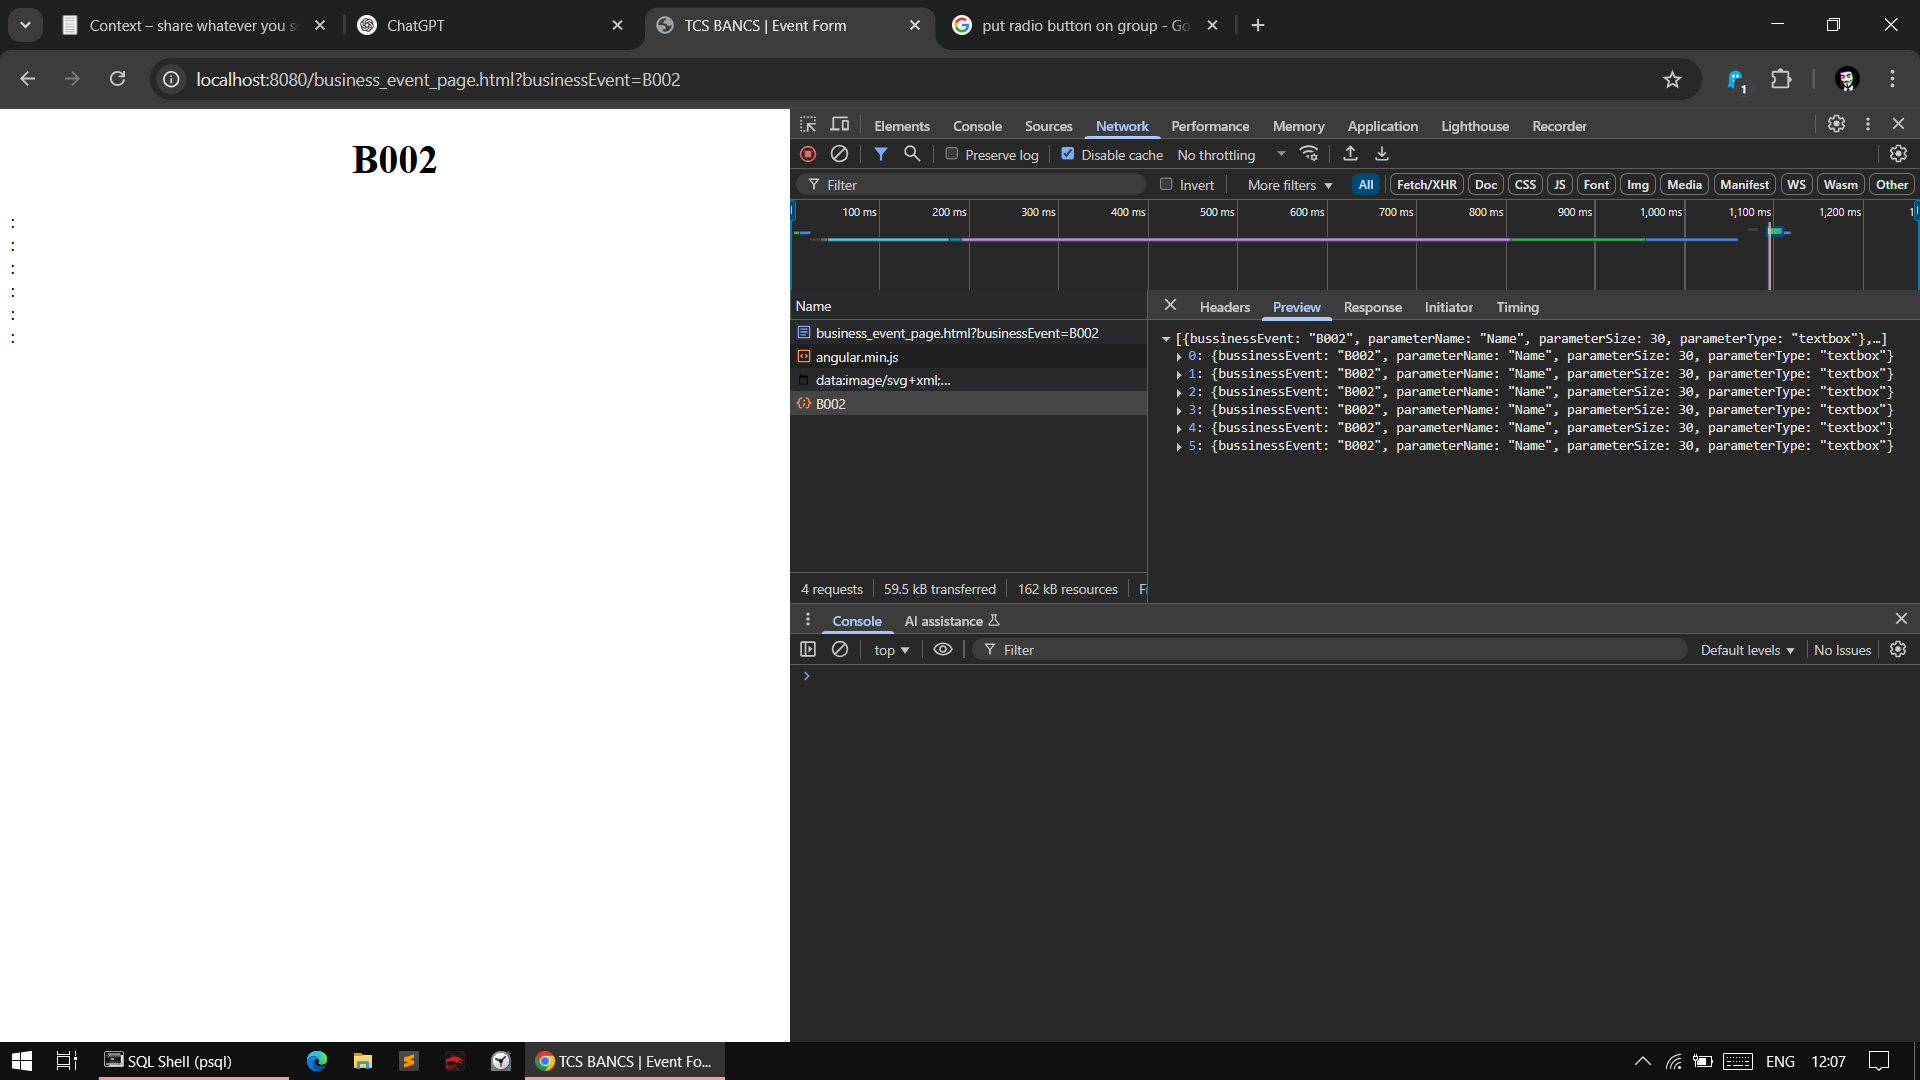 Context – share whatever you s
ChatGPT
TCS BANCS | Event Form
put radio button on group - Go
localhost:8080/business_event_page.html?businessEvent=B002
1
B002
:
:
:
:
:
:
Elements Console Sources Network Performance Memory Application Lighthouse Recorder
Preserve log Disable cache No throttling
Filter Invert More filters All Fetch/XHR Doc CSS JS Font Img Media Manifest WS Wasm Other
100 ms 200 ms 300 ms 400 ms 500 ms 600 ms 700 ms 800 ms 900 ms 1,000 ms 1,100 ms 1,200 ms 1
Name
business_event_page.html?businessEvent=B002
angular.min.js
data:image/svg+xml;...
B002
4 requests 59.5 kB transferred 162 kB resources Fi
Headers Preview Response Initiator Timing
[{bussinessEvent: "B002", parameterName: "Name", parameterSize: 30, parameterType: "textbox"},…]
0: {bussinessEvent: "B002", parameterName: "Name", parameterSize: 30, parameterType: "textbox"}
1: {bussinessEvent: "B002", parameterName: "Name", parameterSize: 30, parameterType: "textbox"}
2: {bussinessEvent: "B002", parameterName: "Name", parameterSize: 30, parameterType: "textbox"}
3: {bussinessEvent: "B002", parameterName: "Name", parameterSize: 30, parameterType: "textbox"}
4: {bussinessEvent: "B002", parameterName: "Name", parameterSize: 30, parameterType: "textbox"}
5: {bussinessEvent: "B002", parameterName: "Name", parameterSize: 30, parameterType: "textbox"}
Console AI assistance
top Filter Default levels No Issues
SQL Shell (psql)
TCS BANCS | Event Fo...
ENG 12:07